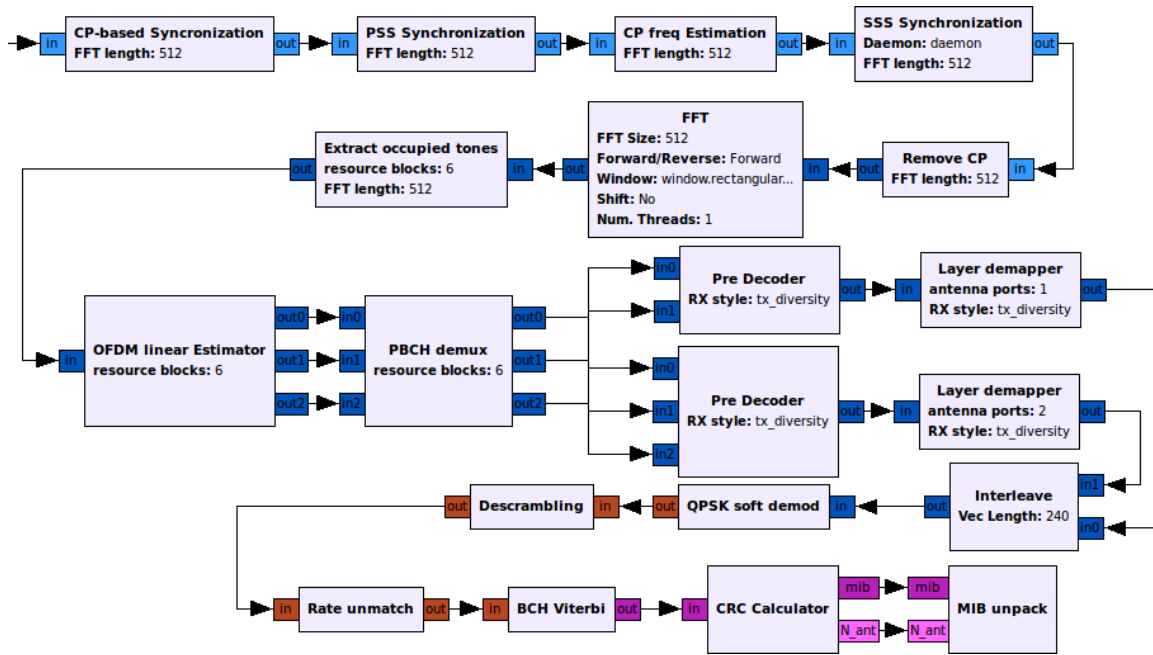 CP-based Syncronization
in
FFT length: 512
out
PSS Synchronization
in
FFT length: 512
out
CP freq Estimation
in
FFT length: 512
out
SSS Synchronization
in
Daemon: daemon
out
FFT length: 512
Extract occupied tones
out
resource blocks: 6
in
FFT length: 512
FFT
FFT Size: 512
Forward/Reverse: Forward
out
Window: window.rectangular...
in
Shift: No
Num. Threads: 1
Remove CP
out
FFT length: 512
in
OFDM linear Estimator
in
resource blocks: 6
out0
out1
out2
PBCH demux
in0
in1
in2
resource blocks: 6
out0
out1
out2
in0
in1
Pre Decoder
RX style: tx_diversity
out
Layer demapper
in
antenna ports: 1
out
RX style: tx_diversity
in0
in1
in2
Pre Decoder
RX style: tx_diversity
out
Layer demapper
in
antenna ports: 2
out
RX style: tx_diversity
out
Descrambling
in
out
QPSK soft demod
in
out
Interleave
Vec Length: 240
in1
in0
in
Rate unmatch
out
in
BCH Viterbi
out
in
CRC Calculator
mib
N_ant
mib
N_ant
MIB unpack